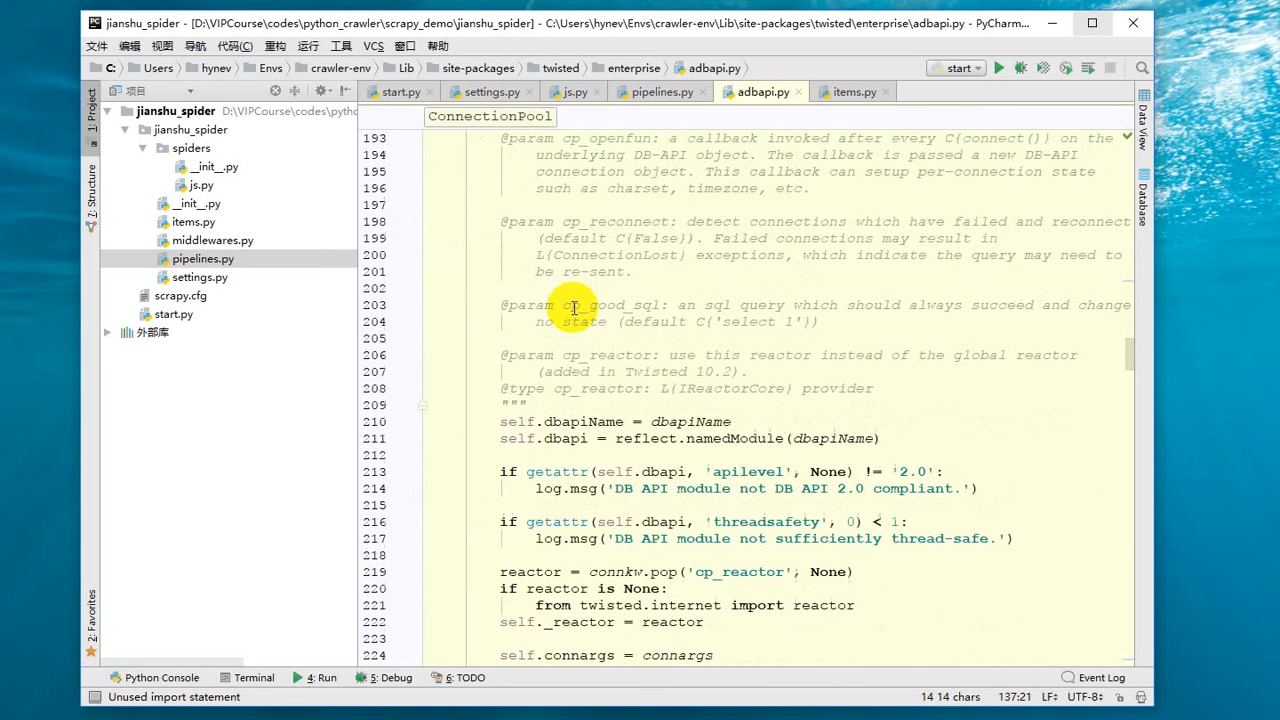 jianshu_spider - [D:\VIPCourse\codes\python_crawler\scrapy_demo\jianshu_spider] - C:\Users\hynev\Envs\crawler-env\Lib\site-packages\twisted\enterprise\adbapi.py - PyCharm...
文件 编辑 视图 导航 代码(C) 重构 运行 工具 VCS 窗口 帮助
C: Users hynev Envs crawler-env Lib site-packages twisted enterprise adbapi.py start
项目 start.py settings.py js.py pipelines.py adbapi.py items.py
ConnectionPool
1: Project
7: Structure
2: Favorites
jianshu_spider D:\VIPCourse\codes\pytho
jianshu_spider
spiders
__init__.py
js.py
__init__.py
items.py
middlewares.py
pipelines.py
settings.py
scrapy.cfg
start.py
外部库
193 @param cp_openfun: a callback invoked after every C{connect()} on the
194 underlying DB-API object. The callback is passed a new DB-API
195 connection object. This callback can setup per-connection state
196 such as charset, timezone, etc.
197
198 @param cp_reconnect: detect connections which have failed and reconnect
199 (default C{False}). Failed connections may result in
200 L{ConnectionLost} exceptions, which indicate the query may need to
201 be re-sent.
202
203 @param cp_good_sql: an sql query which should always succeed and change
204 no state (default C{'select 1'})
205
206 @param cp_reactor: use this reactor instead of the global reactor
207 (added in Twisted 10.2).
208 @type cp_reactor: L{IReactorCore} provider
209 """
210 self.dbapiName = dbapiName
211 self.dbapi = reflect.namedModule(dbapiName)
212
213 if getattr(self.dbapi, 'apilevel', None) != '2.0':
214 log.msg('DB API module not DB API 2.0 compliant.')
215
216 if getattr(self.dbapi, 'threadsafety', 0) < 1:
217 log.msg('DB API module not sufficiently thread-safe.')
218
219 reactor = connkw.pop('cp_reactor', None)
220 if reactor is None:
221 from twisted.internet import reactor
222 self._reactor = reactor
223
224 self.connargs = connargs
Data View
Database
Python Console Terminal 4: Run 5: Debug 6: TODO Event Log
Unused import statement 14 14 chars 137:21 LF÷ UTF-8÷